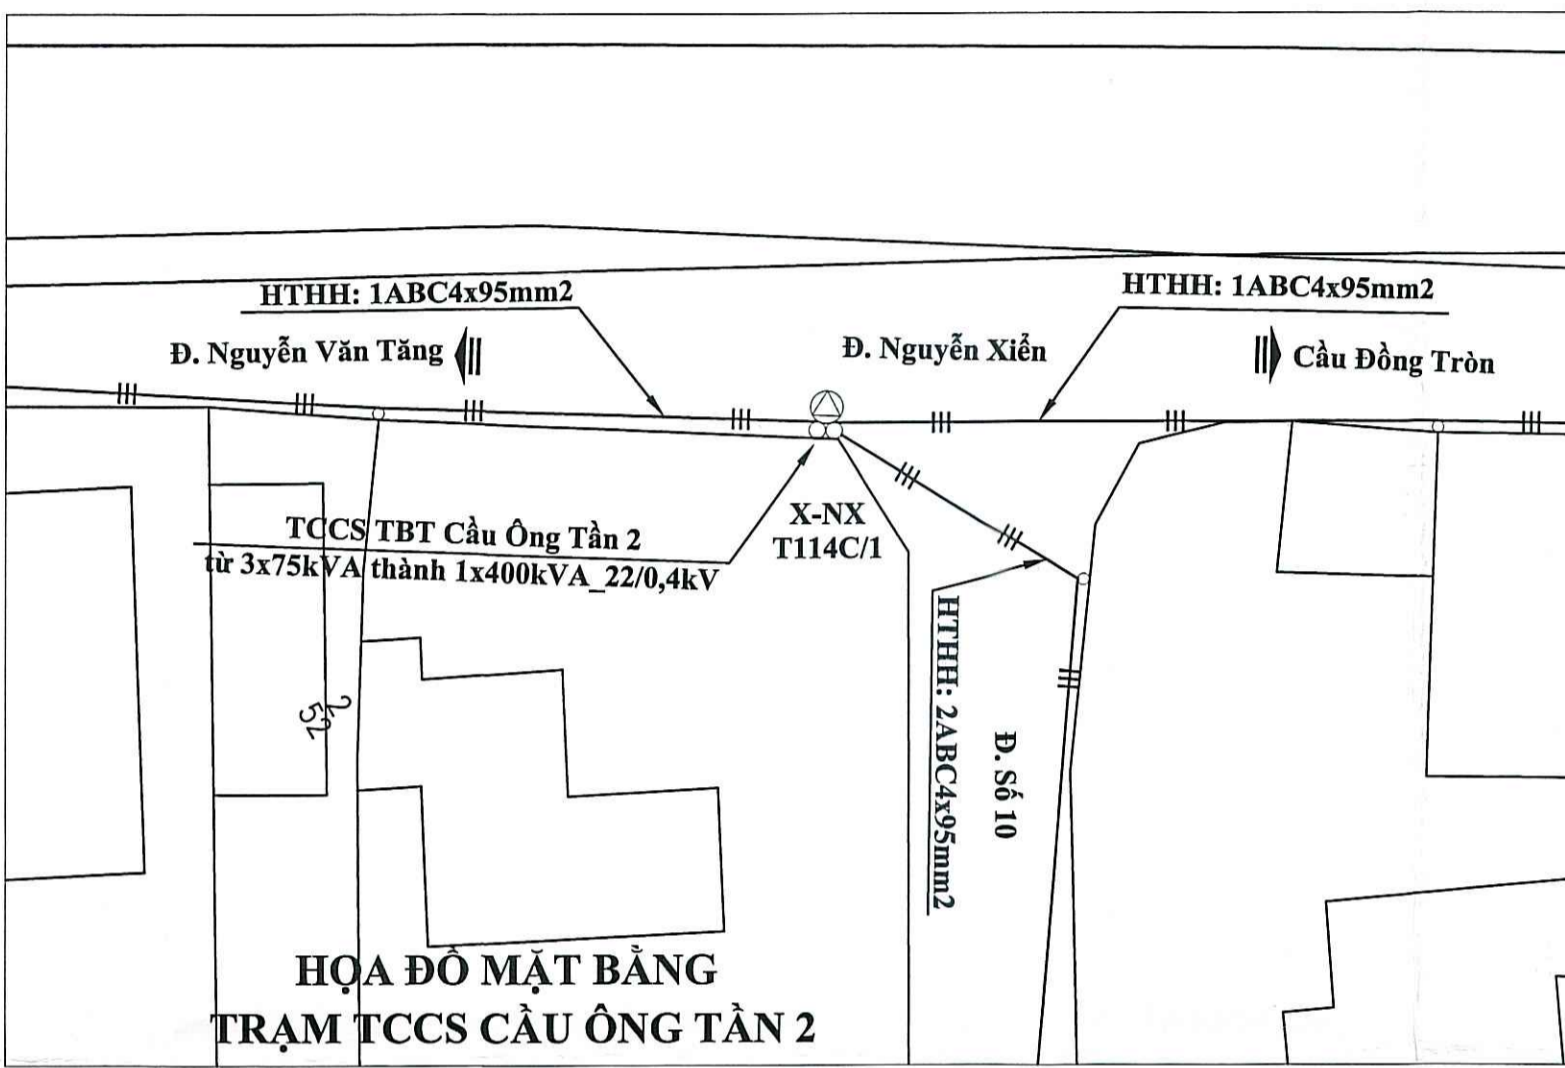 HTHH: 1ABC4x95mm2
HTHH: 1ABC4x95mm2
Đ. Nguyễn Văn Tăng
Đ. Nguyễn Xiển
Cầu Đồng Tròn
X-NX
T114C/1
TCCS TBT Cầu Ông Tần 2
từ 3x75kVA thành 1x400kVA_22/0,4kV
HTHH: 2ABC4x95mm2
Đ. Số 10
2
52
HỌA ĐỒ MẶT BẰNG
TRẠM TCCS CẦU ÔNG TẦN 2